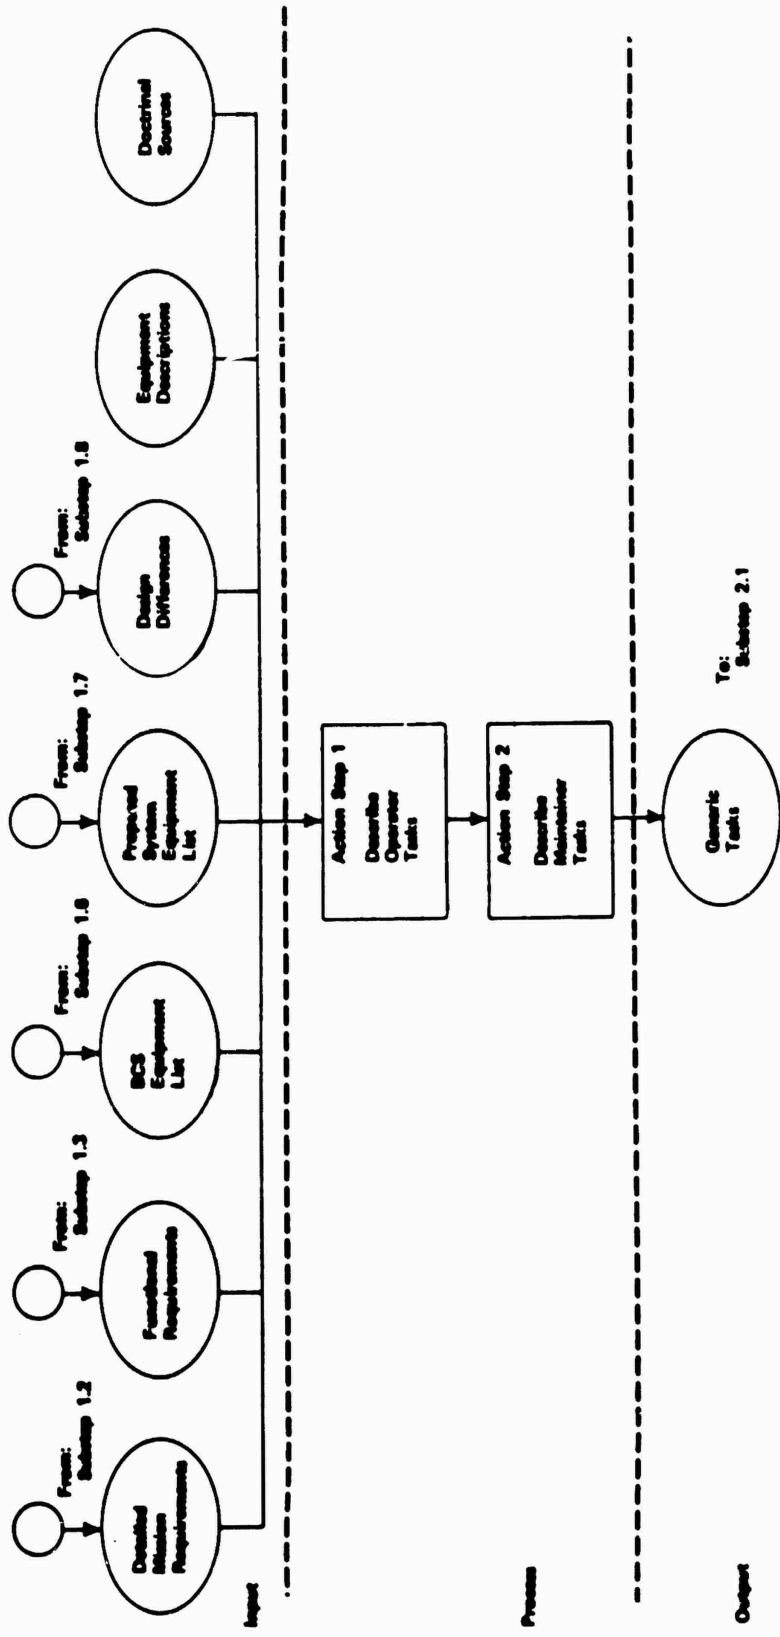 From:
Substep 1.2
From:
Substep 1.3
From:
Substep 1.6
From:
Substep 1.7
From:
Substep 1.8
Detailed
Mission
Requirements
Functional
Requirements
BCS
Equipment
List
Proposed
System
Equipment
List
Design
Differences
Equipment
Descriptions
Doctrinal
Sources
Input
Action Step 1
Describe
Operator
Tasks
Process
Action Step 2
Describe
Maintainer
Tasks
Output
Generic
Tasks
To:
Substep 2.1